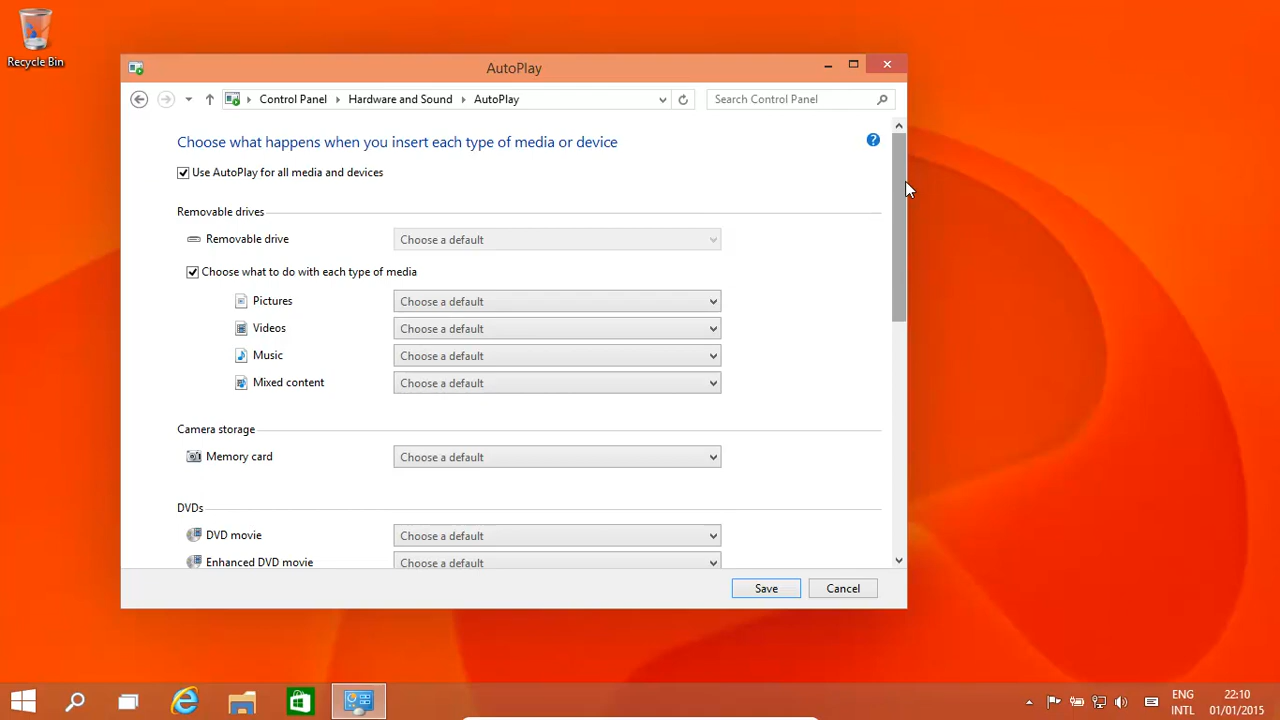 Recycle Bin
AutoPlay
Control Panel Hardware and Sound AutoPlay
Search Control Panel
Choose what happens when you insert each type of media or device
Use AutoPlay for all media and devices
Removable drives
Removable drive Choose a default
Choose what to do with each type of media
Pictures Choose a default
Videos Choose a default
Music Choose a default
Mixed content Choose a default
Camera storage
Memory card Choose a default
DVDs
DVD movie Choose a default
Enhanced DVD movie Choose a default
Save Cancel
ENG 22:10
INTL 01/01/2015